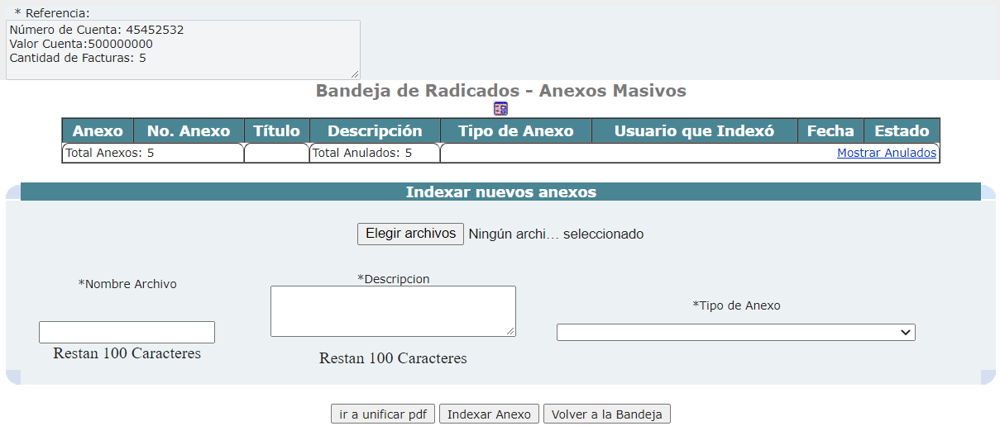 * Referencia:
Número de Cuenta: 45452532
Valor Cuenta:500000000
Cantidad de Facturas: 5
Bandeja de Radicados - Anexos Masivos
Anexo No. Anexo Título Descripción Tipo de Anexo Usuario que Indexó Fecha Estado
Total Anexos: 5 Total Anulados: 5 Mostrar Anulados
Indexar nuevos anexos
Elegir archivos Ningún archi... seleccionado
*Nombre Archivo
*Descripcion
*Tipo de Anexo
Restan 100 Caracteres
Restan 100 Caracteres
ir a unificar pdf Indexar Anexo Volver a la Bandeja